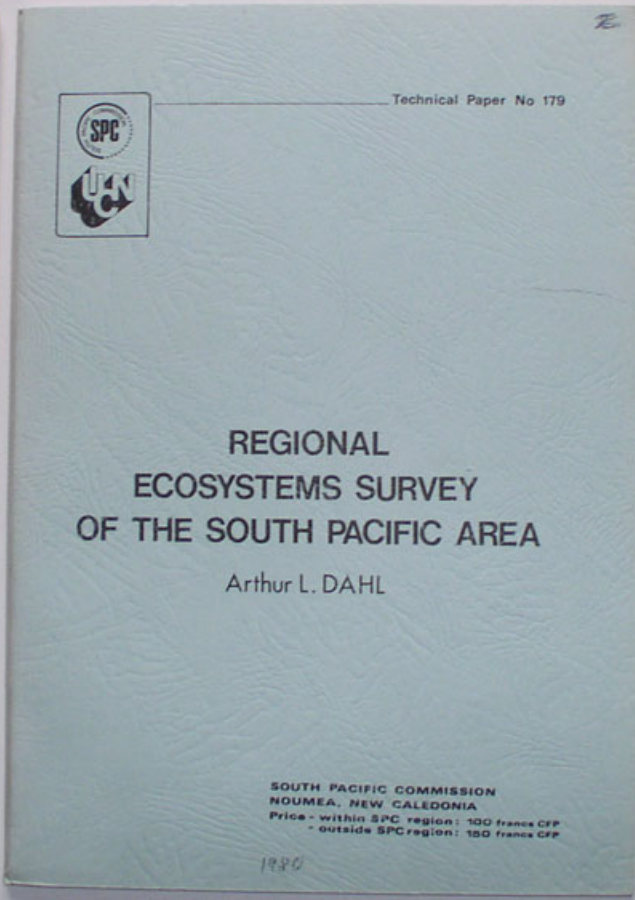 Technical Paper No 179
SPC
IUCN
REGIONAL
ECOSYSTEMS SURVEY
OF THE SOUTH PACIFIC AREA
Arthur L. DAHL
SOUTH PACIFIC COMMISSION
NOUMEA, NEW CALEDONIA
Price - within SPC region: 100 francs CFP
- outside SPC region: 150 francs CFP
1980